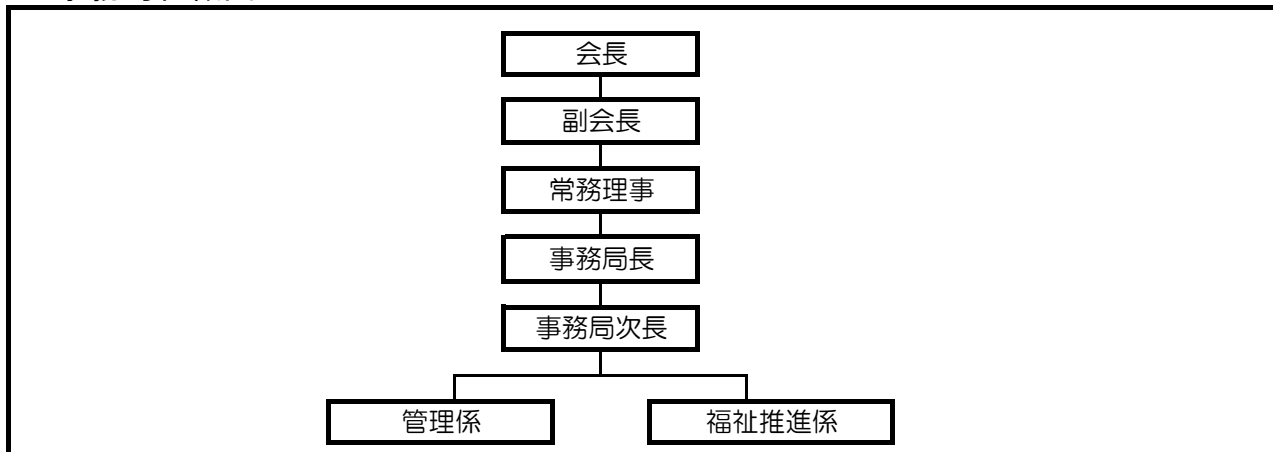 会長
副会長
常務理事
事務局長
事務局次長
管理係
福祉推進係